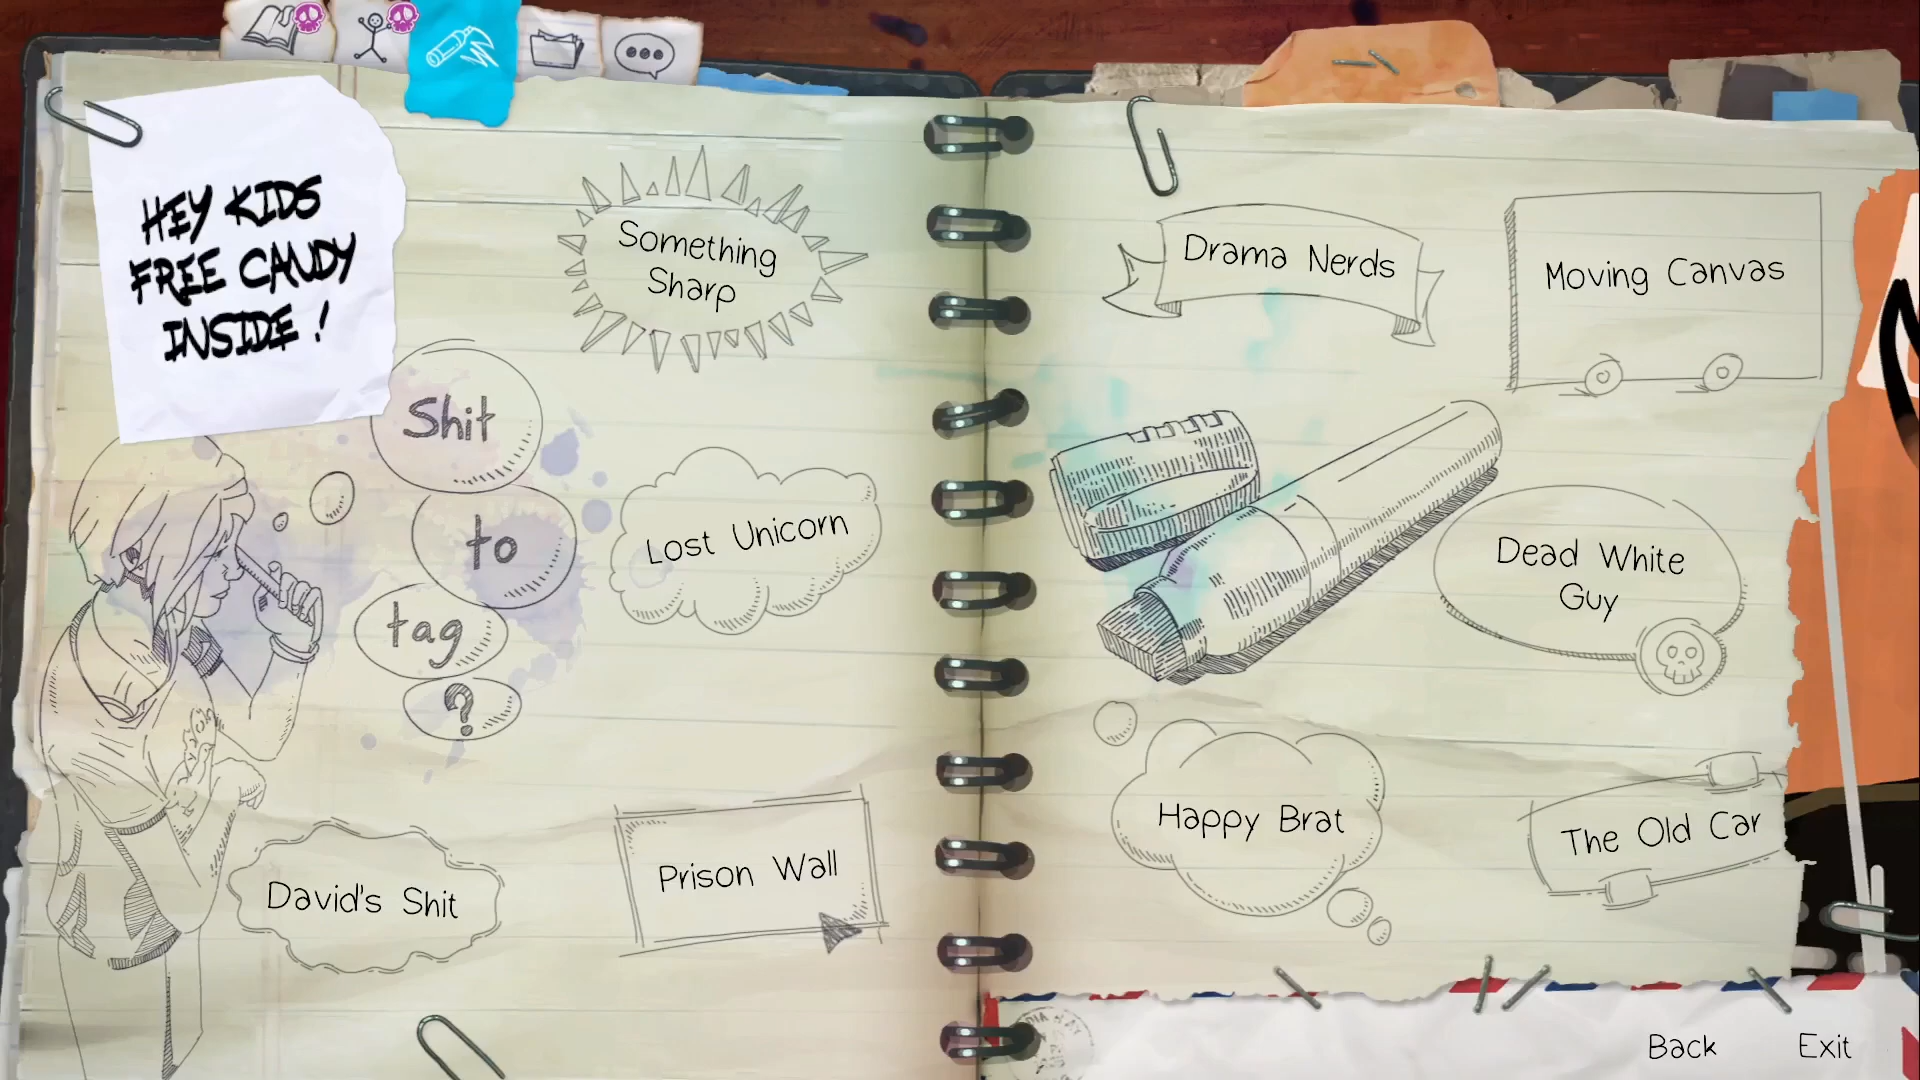 HEY KIDS
FREE CANDY
INSIDE !
Something
Sharp
Shit
to
tag
?
Lost Unicorn
David's Shit
Prison Wall
Drama Nerds
Moving Canvas
Dead White
Guy
Happy Brat
The Old Car
Back
Exit